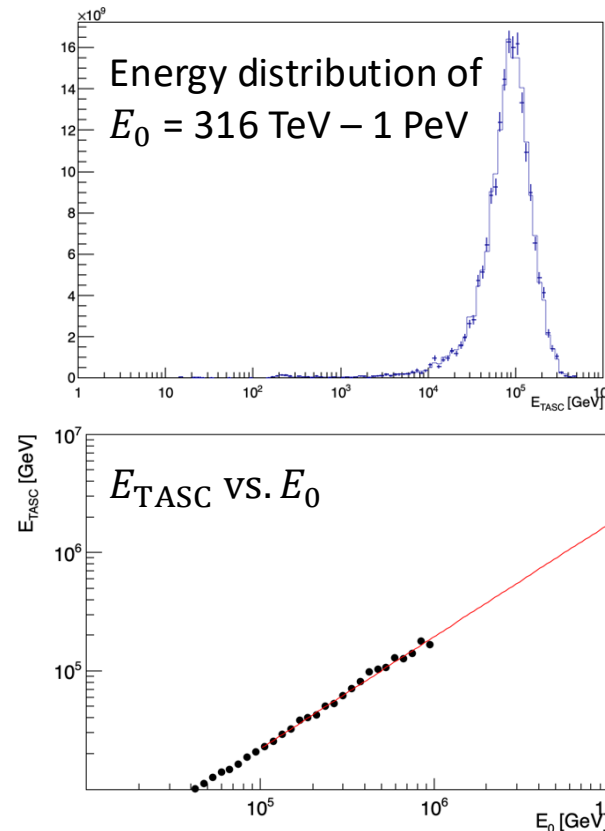 ×10⁹
Energy distribution of
E₀ = 316 TeV – 1 PeV
16
14
12
10
8
6
4
2
0
1 10 10² 10³ 10⁴ 10⁵ 10
E_TASC [GeV]
E_TASC vs. E₀
E_TASC [GeV]
10⁷
10⁶
10⁵
10⁵ 10⁶ 1
E₀ [GeV]